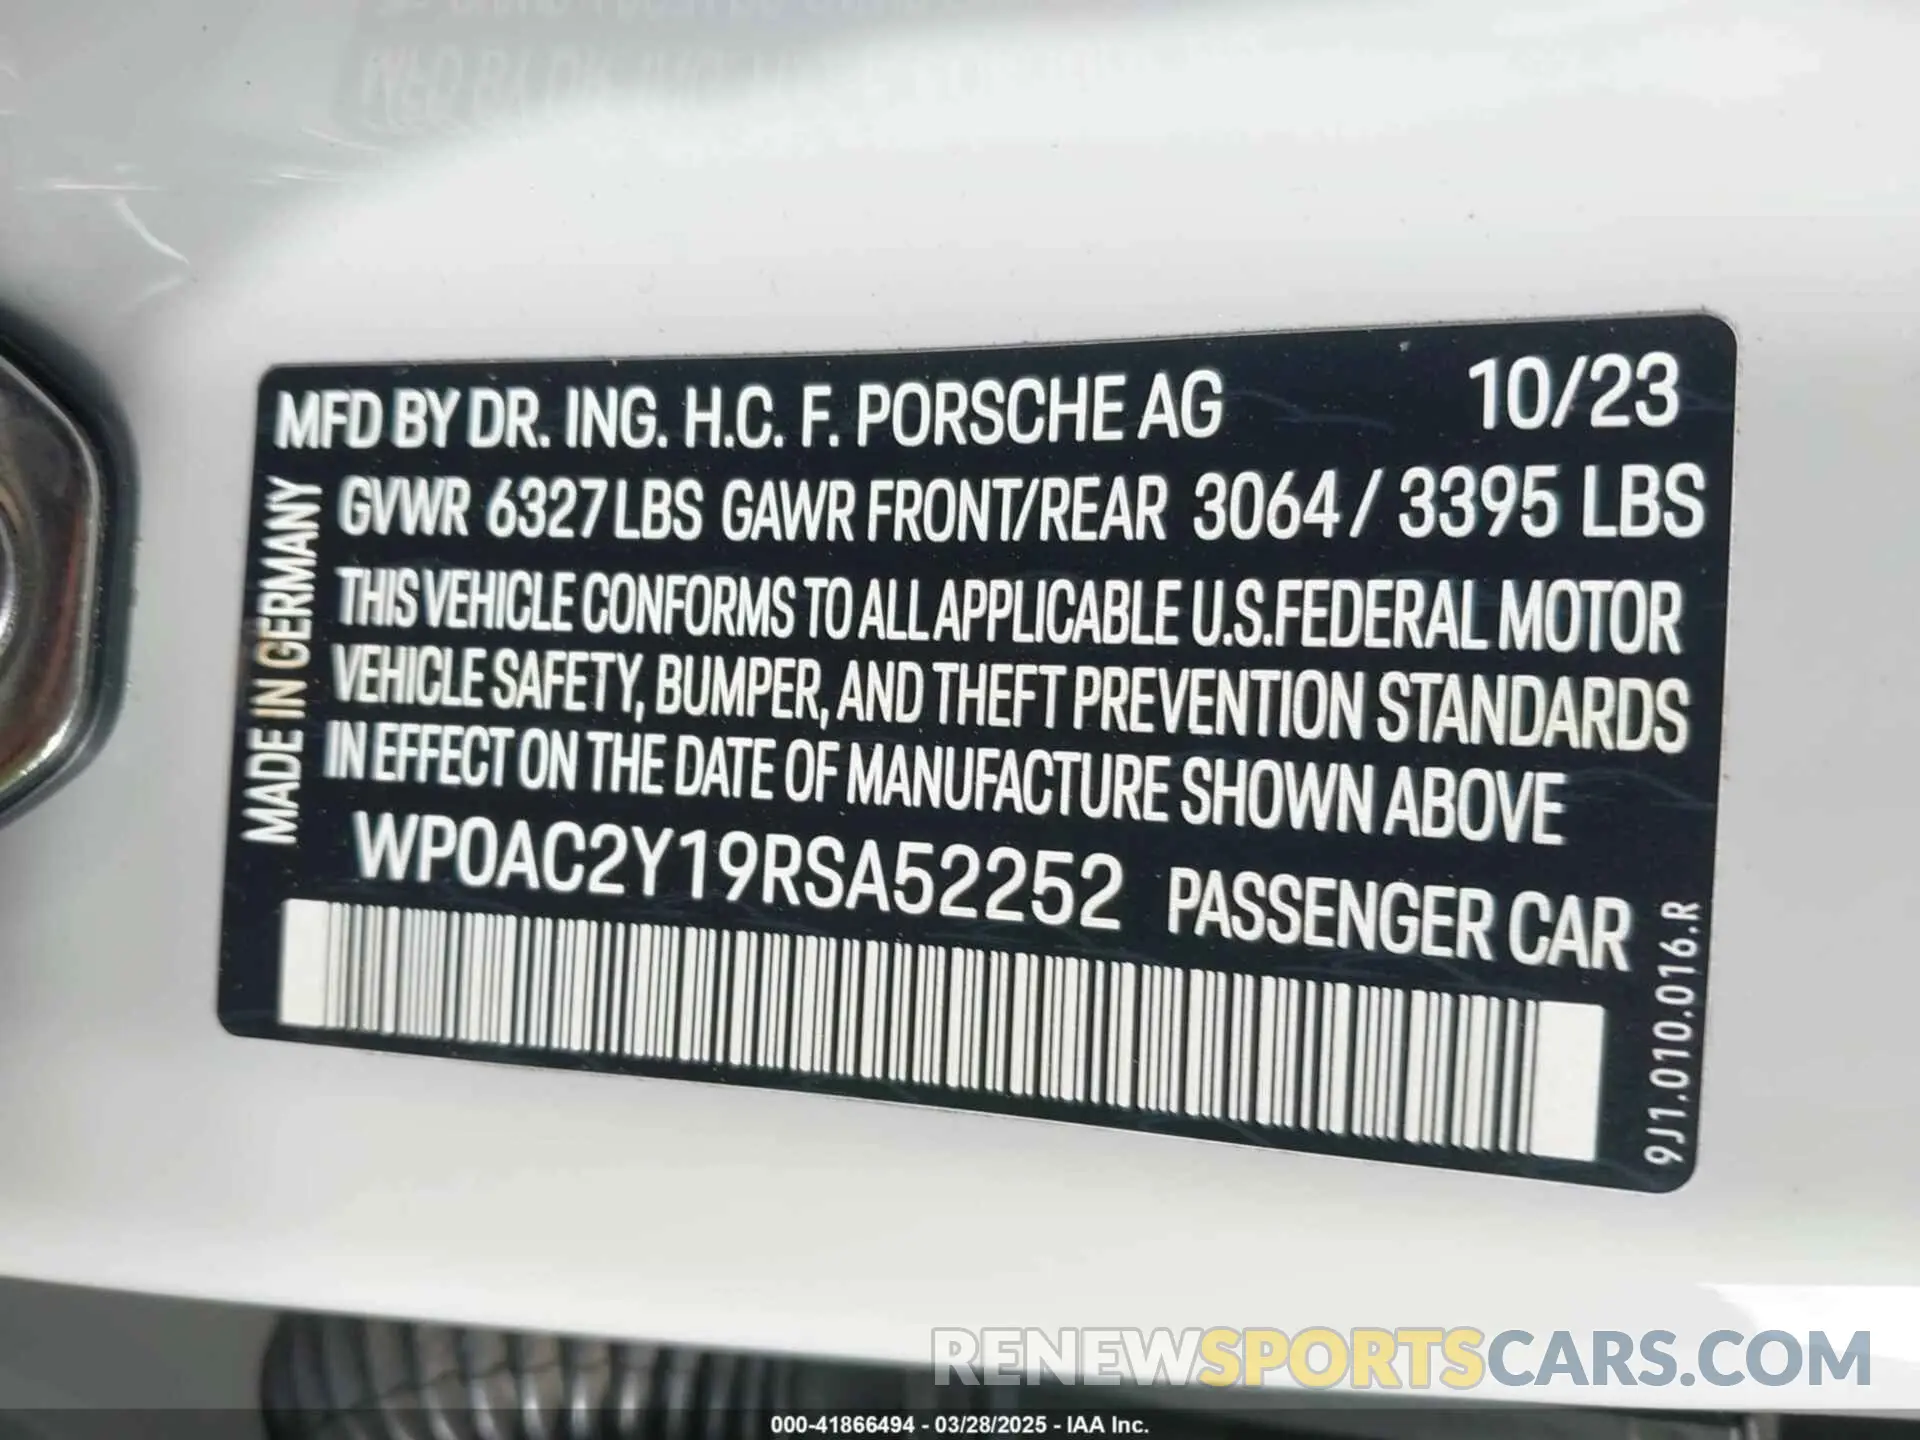 MFD BY DR. ING. H.C. F. PORSCHE AG 10/23
GVWR 6327 LBS GAWR FRONT/REAR 3064 / 3395 LBS
THIS VEHICLE CONFORMS TO ALL APPLICABLE U.S.FEDERAL MOTOR
VEHICLE SAFETY, BUMPER, AND THEFT PREVENTION STANDARDS
IN EFFECT ON THE DATE OF MANUFACTURE SHOWN ABOVE
WP0AC2Y19RSA52252 PASSENGER CAR
MADE IN GERMANY
9J1.010.016.R
RENEWSPORTSCARS.COM
000-41866494 - 03/28/2025 - IAA Inc.